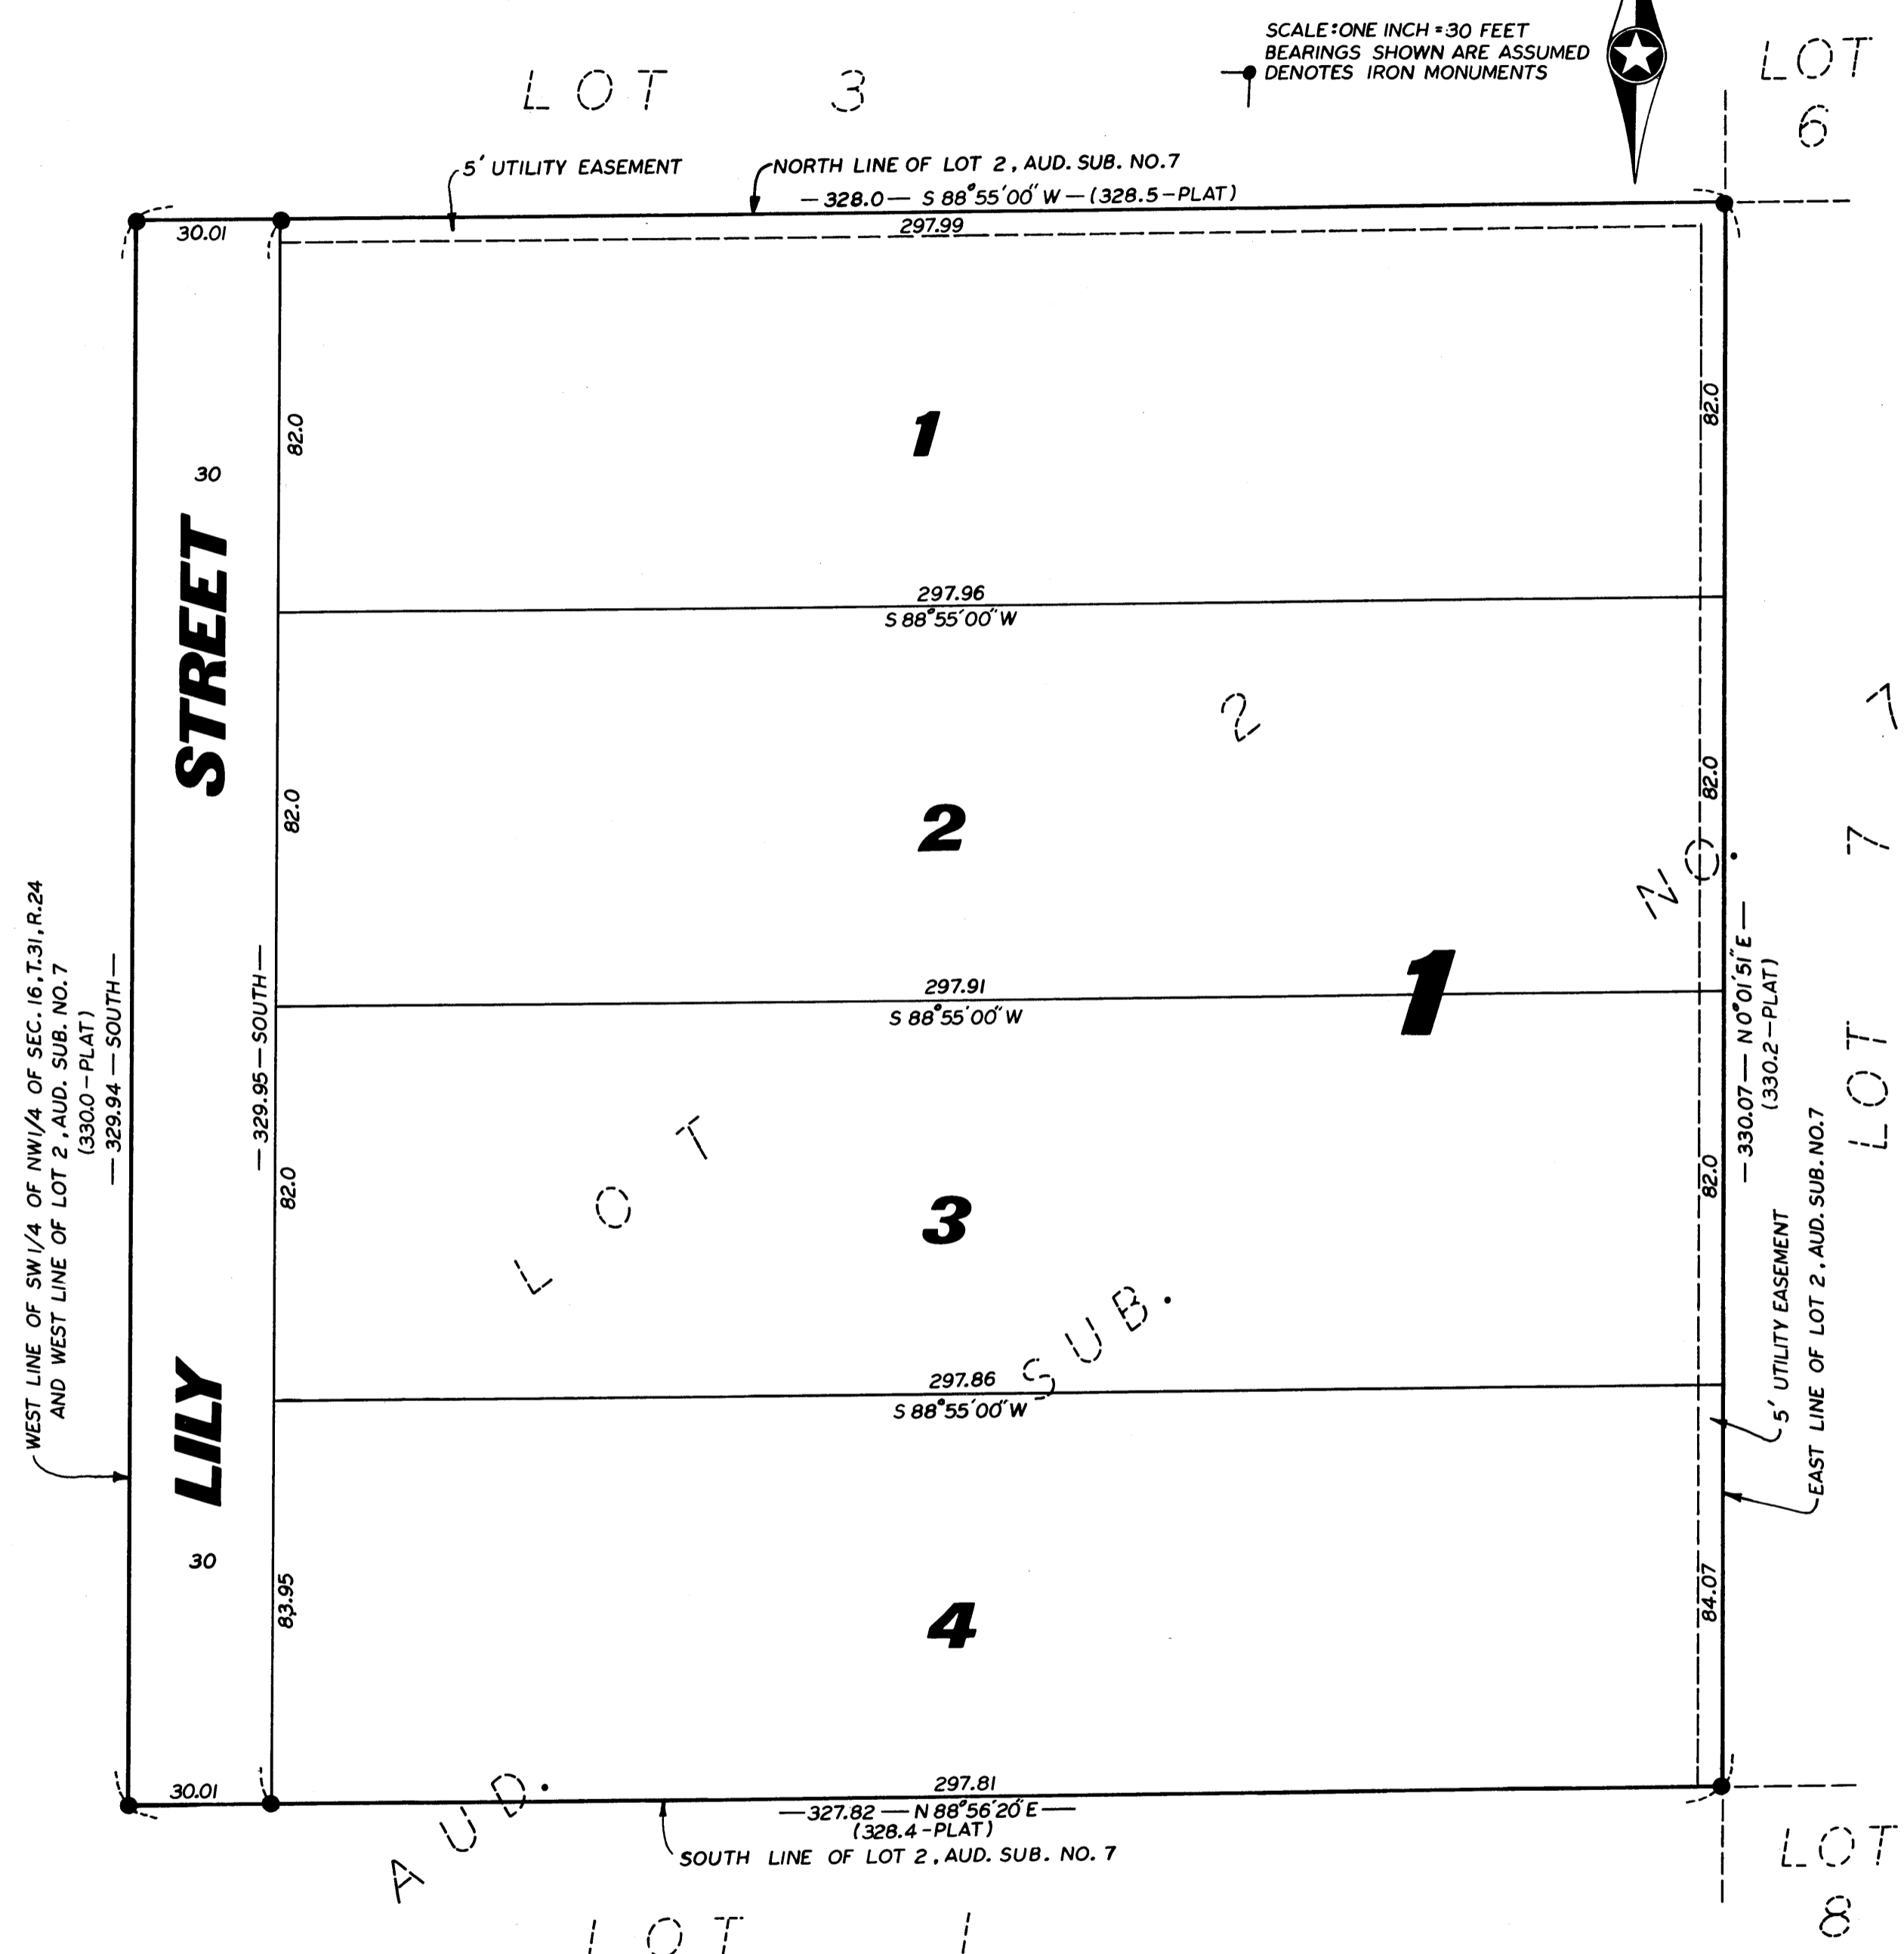 SCALE: ONE INCH = 30 FEET
BEARINGS SHOWN ARE ASSUMED
DENOTES IRON MONUMENTS
LOT
6
LOT 3
5' UTILITY EASEMENT
NORTH LINE OF LOT 2, AUD. SUB. NO.7
—328.0— S 88°55'00" W—(328.5-PLAT)
30.01
297.99
82.0
1
82.0
30
STREET
297.96
S 88°55'00" W
2
7
82.0
2
82.0
NO.
LOT 7
WEST LINE OF SW1/4 OF NW1/4 OF SEC. 16, T.31, R.24
AND WEST LINE OF LOT 2, AUD. SUB. NO. 7
(330.0-PLAT)
—329.94—SOUTH—
—329.95—SOUTH—
297.91
S 88°55'00" W
1
—330.07— N 0°01'51" E—
(330.2-PLAT)
LOT
82.0
3
82.0
SUB.
5' UTILITY EASEMENT
EAST LINE OF LOT 2, AUD. SUB. NO.7
297.86
S 88°55'00" W
LILY
30
83.95
4
84.07
30.01
297.81
—327.82—N 88°56'20" E—
(328.4-PLAT)
SOUTH LINE OF LOT 2, AUD. SUB. NO. 7
AUD.
LOT
8
LOT 1